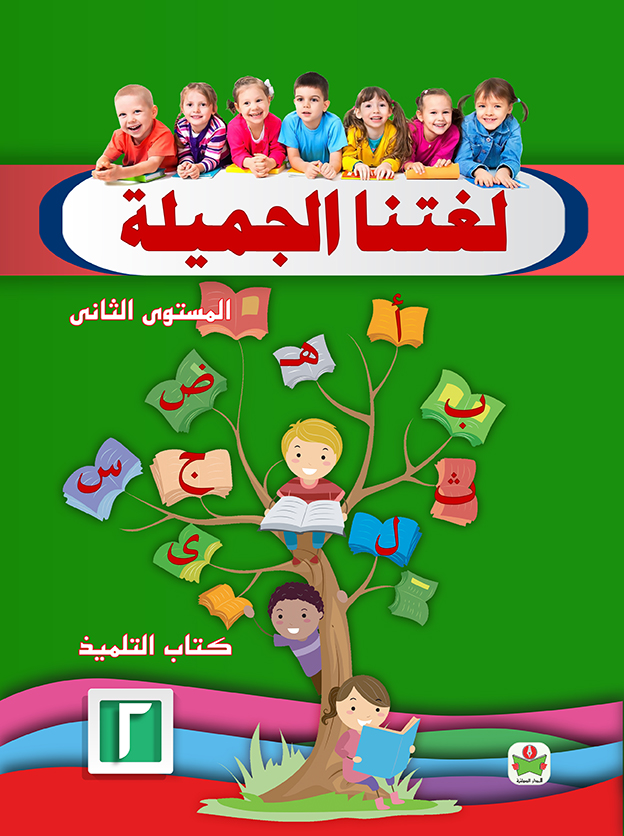 لغتنا الجميلة
المستوى الثانى
أ
هـ
ض
ب
س
ج
ث
ل
ى
كتاب التلميذ
٢